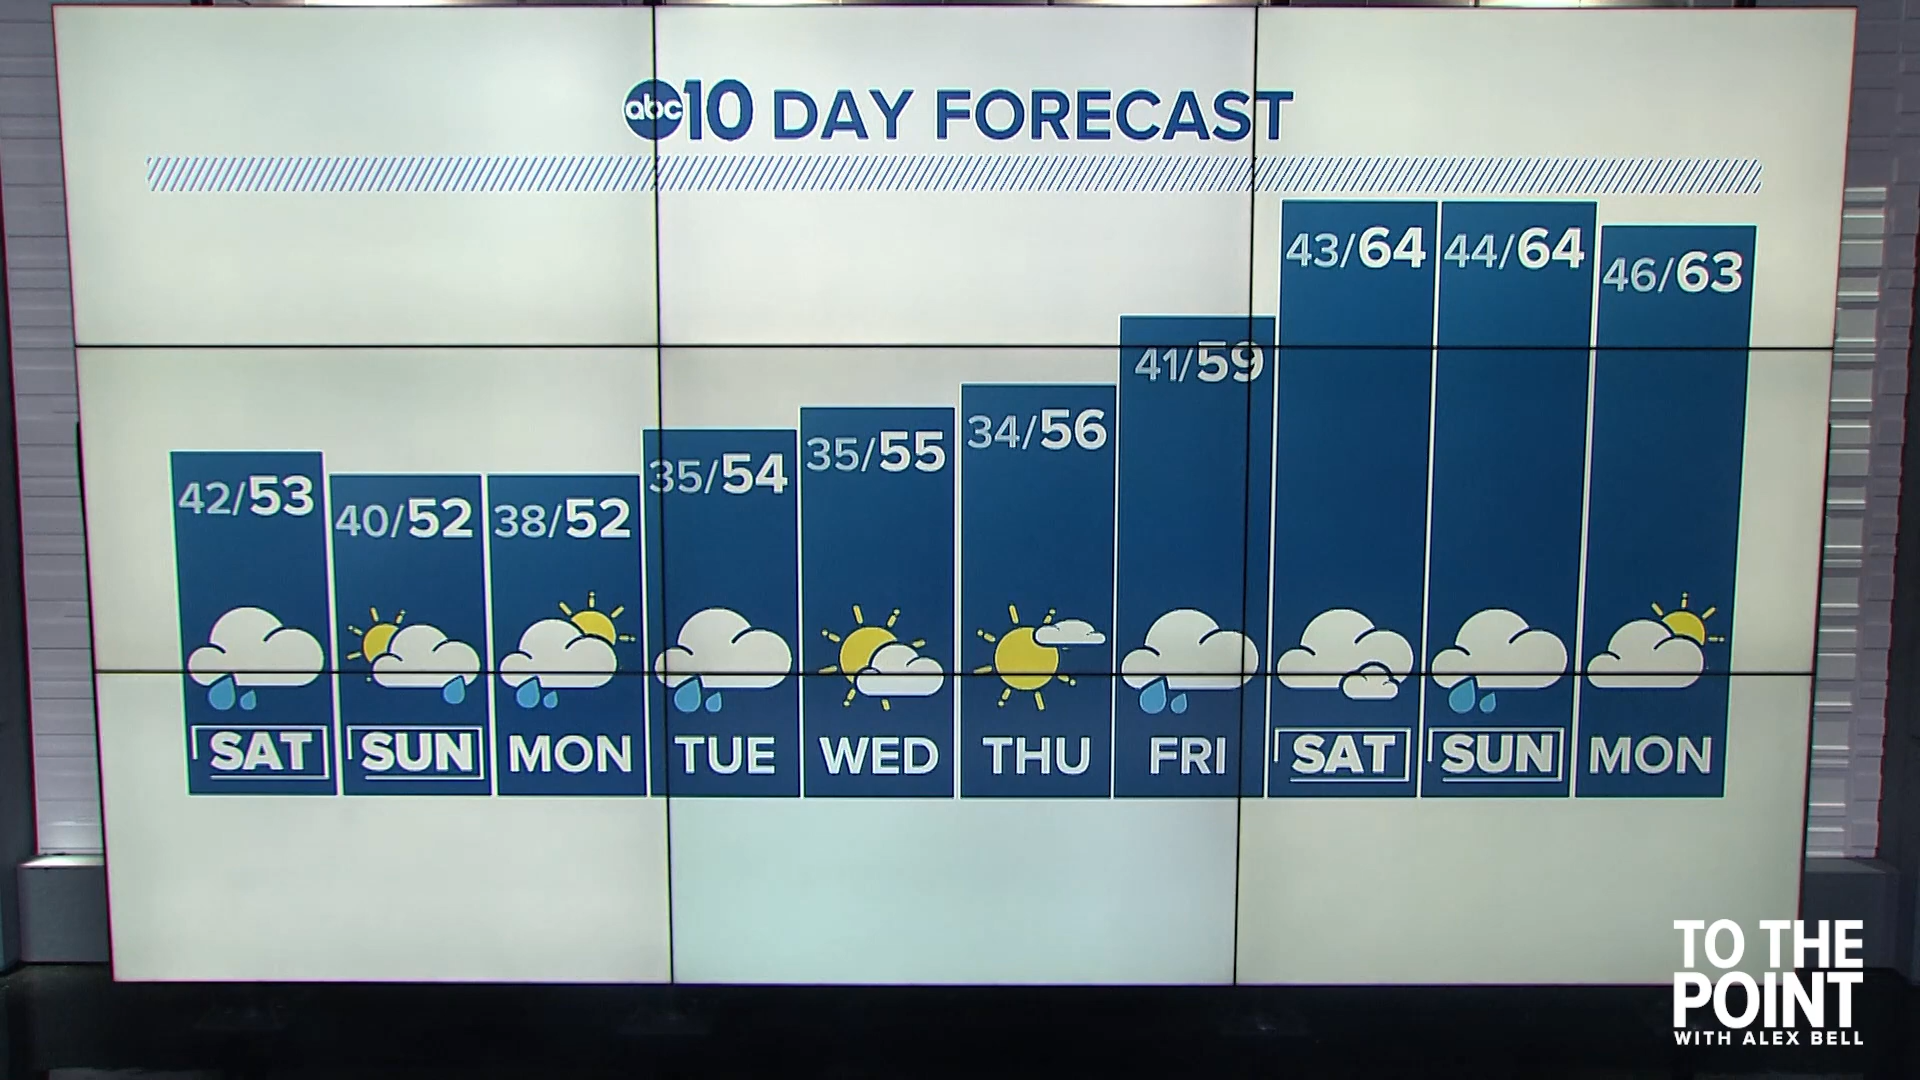 abc10 DAY FORECAST
42/53
40/52
38/52
35/54
35/55
34/56
41/59
43/64
44/64
46/63
SAT
SUN
MON
TUE
WED
THU
FRI
SAT
SUN
MON
TO THE
POINT
WITH ALEX BELL